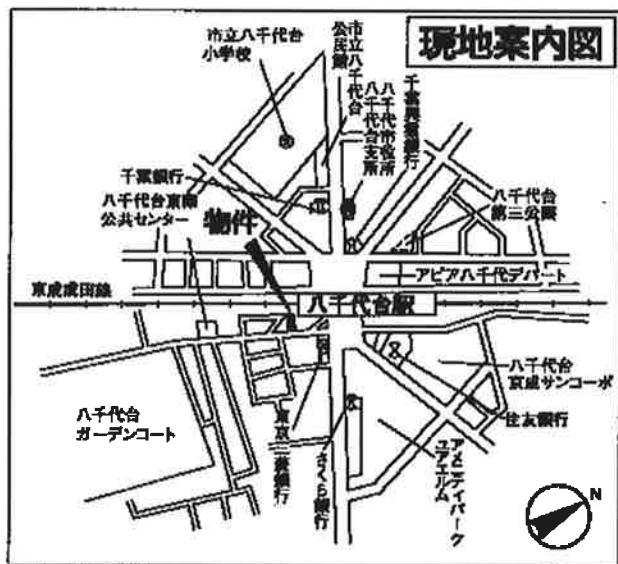 現地案内図
市立八千代台
小学校
市立八千代台
公民館
八千代市役所
八千代台支所
千葉興業銀行
千葉銀行
八千代台東南
公共センター
物件
八千代台
第三公園
アピア八千代デパート
京成成田線
八千代台駅
八千代台
京成サンコーポ
八千代台
ガーデンコート
住友銀行
東京三菱銀行
さくら銀行
アメニティパーク
ユアエルム
N